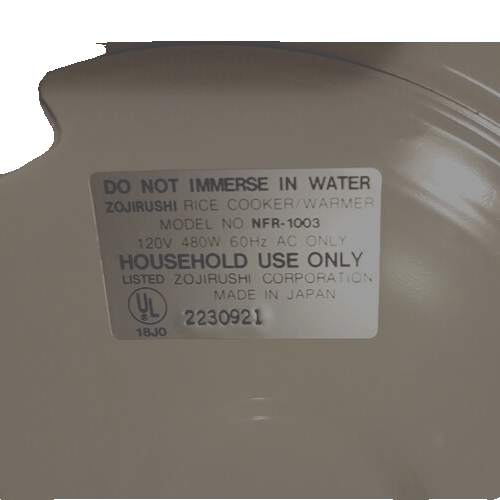 DO NOT IMMERSE IN WATER
ZOJIRUSHI RICE COOKER/WARMER
MODEL NO. NFR-1003
120V 480W 60Hz AC ONLY
HOUSEHOLD USE ONLY
LISTED ZOJIRUSHI CORPORATION
MADE IN JAPAN
UL ®
2230921
18J0